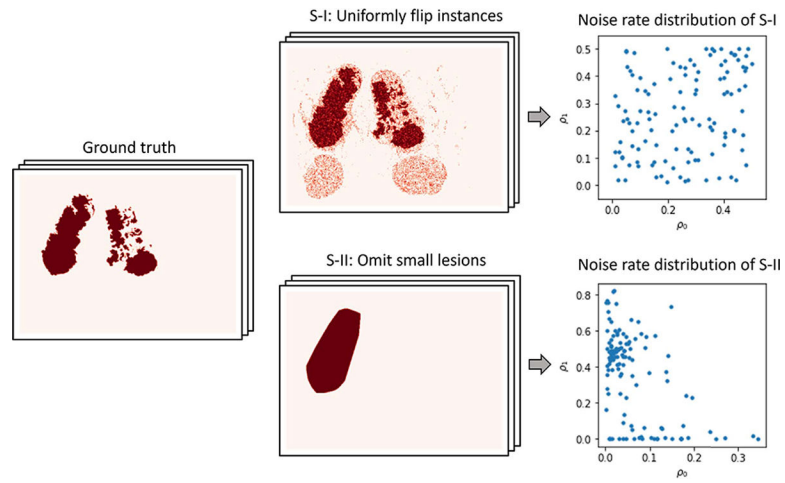 S-I: Uniformly flip instances
Noise rate distribution of S-I
0.5
0.4
0.3
0.2
0.1
0.0
ρ1
0.0 0.2 0.4
ρ0
Ground truth
S-II: Omit small lesions
Noise rate distribution of S-II
0.8
0.6
0.4
0.2
0.0
ρ1
0.0 0.1 0.2 0.3
ρ0